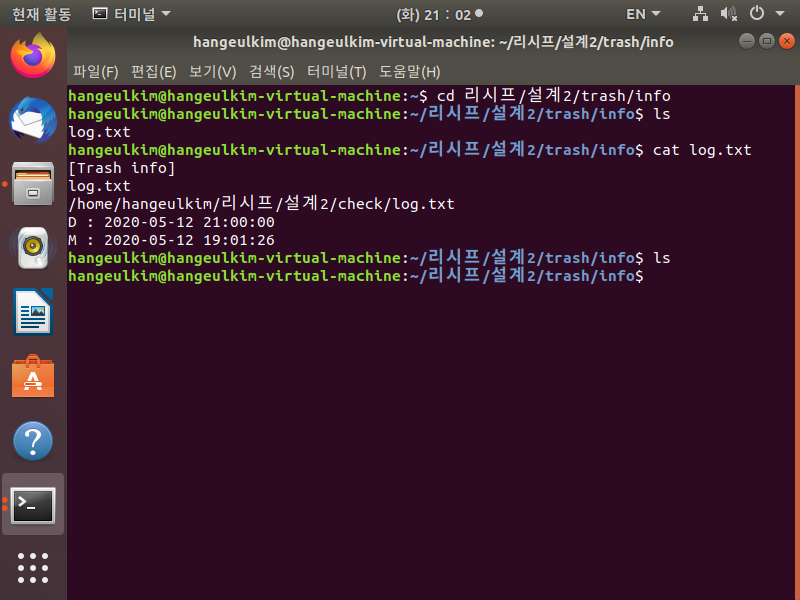 현재 활동 터미널 (화) 21 : 02 EN
hangeulkim@hangeulkim-virtual-machine: ~/리시프/설계2/trash/info
파일(F) 편집(E) 보기(V) 검색(S) 터미널(T) 도움말(H)
hangeulkim@hangeulkim-virtual-machine:~$ cd 리시프/설계2/trash/info
hangeulkim@hangeulkim-virtual-machine:~/리시프/설계2/trash/info$ ls
log.txt
hangeulkim@hangeulkim-virtual-machine:~/리시프/설계2/trash/info$ cat log.txt
[Trash info]
log.txt
/home/hangeulkim/리시프/설계2/check/log.txt
D : 2020-05-12 21:00:00
M : 2020-05-12 19:01:26
hangeulkim@hangeulkim-virtual-machine:~/리시프/설계2/trash/info$ ls
hangeulkim@hangeulkim-virtual-machine:~/리시프/설계2/trash/info$